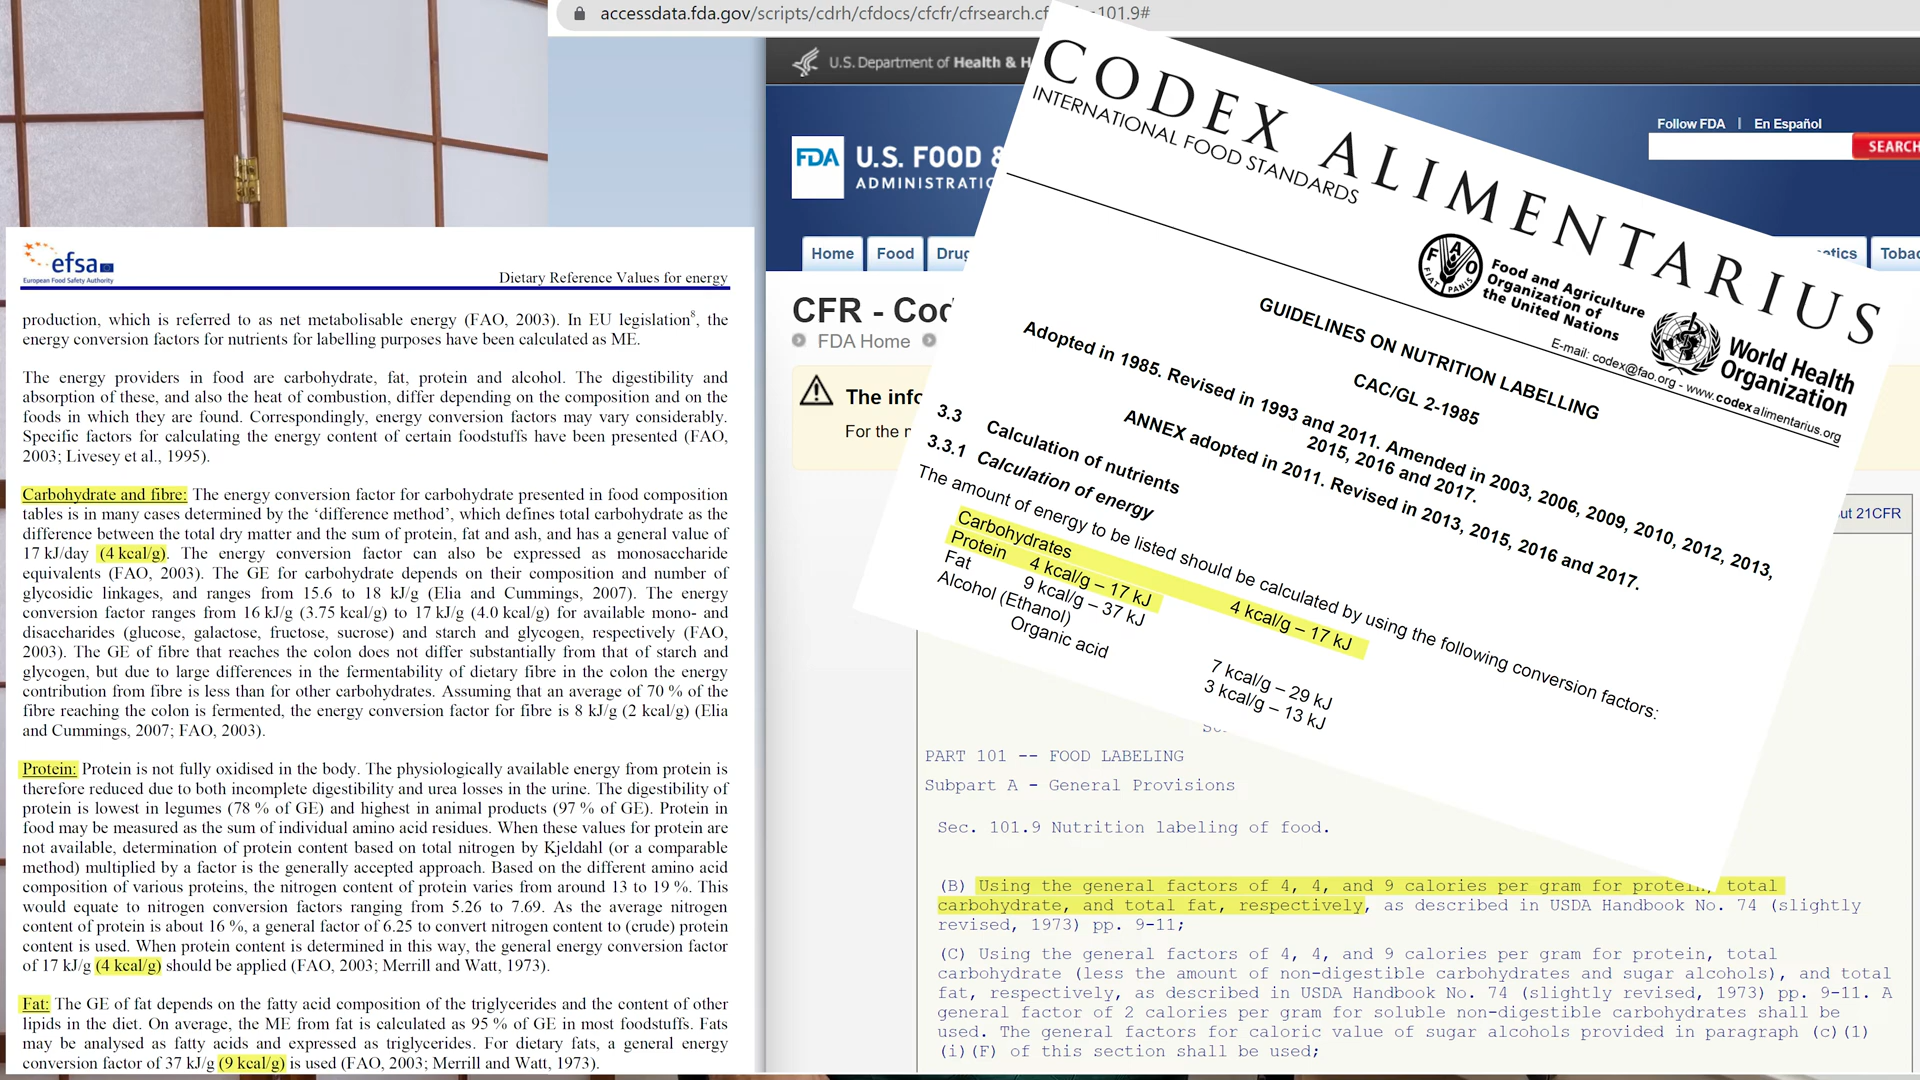 accessdata.fda.gov/scripts/cdrh/cfdocs/cfcfr/cfrsearch.cf 101.9#
U.S. Department of Health & H
FDA U.S. FOOD &
ADMINISTRATIO
Follow FDA | En Español
SEARCH
Home Food Drug tics Tobac
CFR - Cod
FDA Home
The info
For the m
ut 21CFR
CODEX ALIMENTARIUS
INTERNATIONAL FOOD STANDARDS
FAO FIAT PANIS
Food and Agriculture
Organization of
the United Nations
World Health
Organization
E-mail: codex@fao.org - www.codexalimentarius.org
GUIDELINES ON NUTRITION LABELLING
CAC/GL 2-1985
Adopted in 1985. Revised in 1993 and 2011. Amended in 2003, 2006, 2009, 2010, 2012, 2013,
2015, 2016 and 2017.
ANNEX adopted in 2011. Revised in 2013, 2015, 2016 and 2017.
3.3 Calculation of nutrients
3.3.1 Calculation of energy
The amount of energy to be listed should be calculated by using the following conversion factors:
Carbohydrates 4 kcal/g – 17 kJ
Protein 4 kcal/g – 17 kJ
Fat 9 kcal/g – 37 kJ
Alcohol (Ethanol) 7 kcal/g – 29 kJ
Organic acid 3 kcal/g – 13 kJ
PART 101 -- FOOD LABELING
Subpart A - General Provisions
Sec. 101.9 Nutrition labeling of food.
(B) Using the general factors of 4, 4, and 9 calories per gram for protein, total
carbohydrate, and total fat, respectively, as described in USDA Handbook No. 74 (slightly
revised, 1973) pp. 9-11;
(C) Using the general factors of 4, 4, and 9 calories per gram for protein, total
carbohydrate (less the amount of non-digestible carbohydrates and sugar alcohols), and total
fat, respectively, as described in USDA Handbook No. 74 (slightly revised, 1973) pp. 9-11. A
general factor of 2 calories per gram for soluble non-digestible carbohydrates shall be
used. The general factors for caloric value of sugar alcohols provided in paragraph (c)(1)
(i)(F) of this section shall be used;
efsa
European Food Safety Authority
Dietary Reference Values for energy
production, which is referred to as net metabolisable energy (FAO, 2003). In EU legislation8, the
energy conversion factors for nutrients for labelling purposes have been calculated as ME.
The energy providers in food are carbohydrate, fat, protein and alcohol. The digestibility and
absorption of these, and also the heat of combustion, differ depending on the composition and on the
foods in which they are found. Correspondingly, energy conversion factors may vary considerably.
Specific factors for calculating the energy content of certain foodstuffs have been presented (FAO,
2003; Livesey et al., 1995).
Carbohydrate and fibre: The energy conversion factor for carbohydrate presented in food composition
tables is in many cases determined by the ‘difference method’, which defines total carbohydrate as the
difference between the total dry matter and the sum of protein, fat and ash, and has a general value of
17 kJ/day (4 kcal/g). The energy conversion factor can also be expressed as monosaccharide
equivalents (FAO, 2003). The GE for carbohydrate depends on their composition and number of
glycosidic linkages, and ranges from 15.6 to 18 kJ/g (Elia and Cummings, 2007). The energy
conversion factor ranges from 16 kJ/g (3.75 kcal/g) to 17 kJ/g (4.0 kcal/g) for available mono- and
disaccharides (glucose, galactose, fructose, sucrose) and starch and glycogen, respectively (FAO,
2003). The GE of fibre that reaches the colon does not differ substantially from that of starch and
glycogen, but due to large differences in the fermentability of dietary fibre in the colon the energy
contribution from fibre is less than for other carbohydrates. Assuming that an average of 70 % of the
fibre reaching the colon is fermented, the energy conversion factor for fibre is 8 kJ/g (2 kcal/g) (Elia
and Cummings, 2007; FAO, 2003).
Protein: Protein is not fully oxidised in the body. The physiologically available energy from protein is
therefore reduced due to both incomplete digestibility and urea losses in the urine. The digestibility of
protein is lowest in legumes (78 % of GE) and highest in animal products (97 % of GE). Protein in
food may be measured as the sum of individual amino acid residues. When these values for protein are
not available, determination of protein content based on total nitrogen by Kjeldahl (or a comparable
method) multiplied by a factor is the generally accepted approach. Based on the different amino acid
composition of various proteins, the nitrogen content of protein varies from around 13 to 19 %. This
would equate to nitrogen conversion factors ranging from 5.26 to 7.69. As the average nitrogen
content of protein is about 16 %, a general factor of 6.25 to convert nitrogen content to (crude) protein
content is used. When protein content is determined in this way, the general energy conversion factor
of 17 kJ/g (4 kcal/g) should be applied (FAO, 2003; Merrill and Watt, 1973).
Fat: The GE of fat depends on the fatty acid composition of the triglycerides and the content of other
lipids in the diet. On average, the ME from fat is calculated as 95 % of GE in most foodstuffs. Fats
may be analysed as fatty acids and expressed as triglycerides. For dietary fats, a general energy
conversion factor of 37 kJ/g (9 kcal/g) is used (FAO, 2003; Merrill and Watt, 1973).